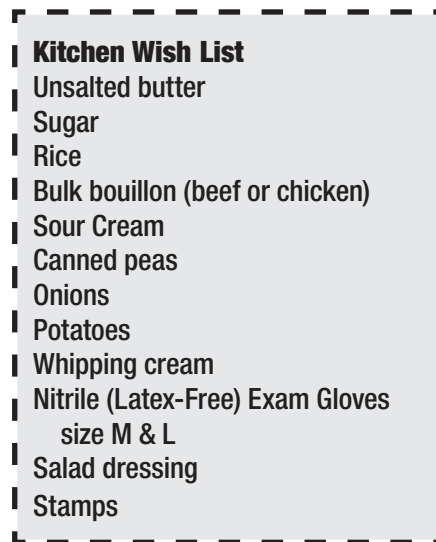 Kitchen Wish List
Unsalted butter
Sugar
Rice
Bulk bouillon (beef or chicken)
Sour Cream
Canned peas
Onions
Potatoes
Whipping cream
Nitrile (Latex-Free) Exam Gloves
size M & L
Salad dressing
Stamps